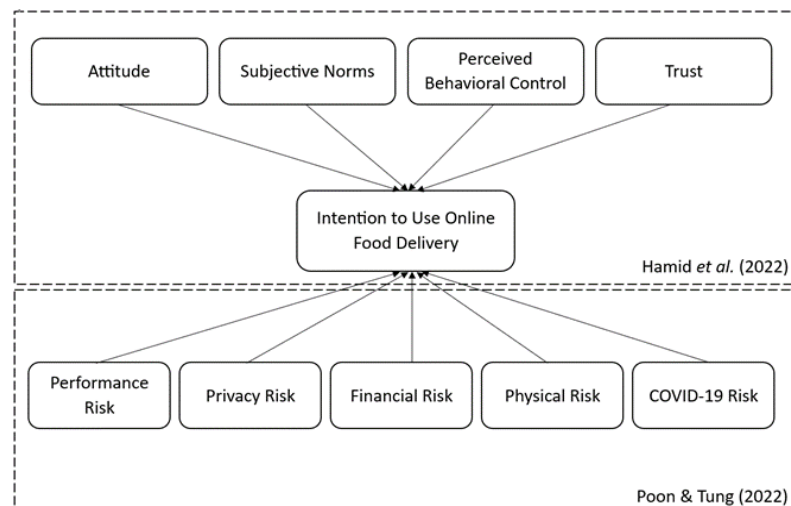 Attitude
Subjective Norms
Perceived
Behavioral Control
Trust
Intention to Use Online
Food Delivery
Hamid et al. (2022)
Performance
Risk
Privacy Risk
Financial Risk
Physical Risk
COVID-19 Risk
Poon & Tung (2022)